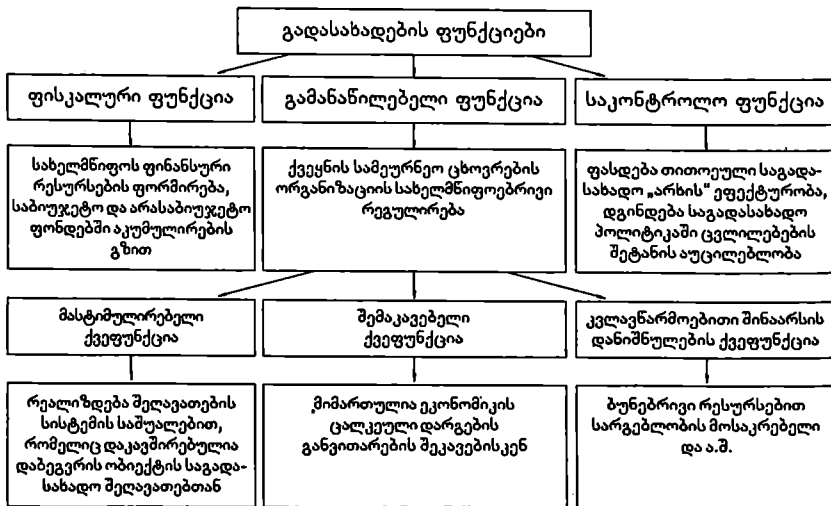 გადასახადების ფუნქციები
ფისკალური ფუნქცია
გამანაწილებელი ფუნქცია
საკონტროლო ფუნქცია
სახელმწიფოს ფინანსური
რესურსების ფორმირება,
საბიუჯეტო და არასაბიუჯეტო
ფონდებში აკუმულირების
გზით
ქვეყნის სამეურნეო ცხოვრების
ორგანიზაციის სახელმწიფოებრივი
რეგულირება
ფასდება თითოეული საგადა-
სახადო „არხის“ ეფექტურობა,
დგინდება საგადასახადო
პოლიტიკაში ცვლილებების
შეტანის აუცილებლობა
მასტიმულირებელი
ქვეფუნქცია
შემაკავებელი
ქვეფუნქცია
კვლავწარმოებითი შინაარსის
დანიშნულების ქვეფუნქცია
რეალიზდება შეღავათების
სისტემის საშუალებით,
რომელიც დაკავშირებულია
დაბეგვრის ობიექტის საგადა-
სახადო შეღავათებთან
მიმართულია ეკონომიკის
ცალკეული დარგების
განვითარების შეკავებისკენ
ბუნებრივი რესურსებით
სარგებლობის მოსაკრებელი
და ა.შ.